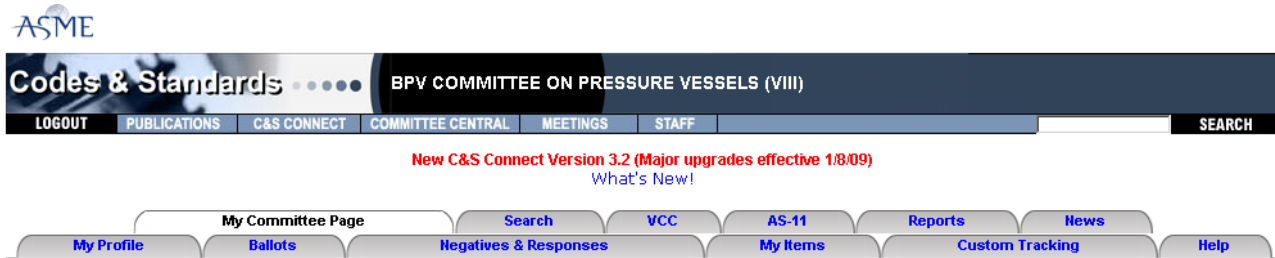 ASME
Codes & Standards
BPV COMMITTEE ON PRESSURE VESSELS (VIII)
LOGOUT PUBLICATIONS C&S CONNECT COMMITTEE CENTRAL MEETINGS STAFF SEARCH
New C&S Connect Version 3.2 (Major upgrades effective 1/8/09)
What's New!
My Committee Page Search VCC AS-11 Reports News
My Profile Ballots Negatives & Responses My Items Custom Tracking Help